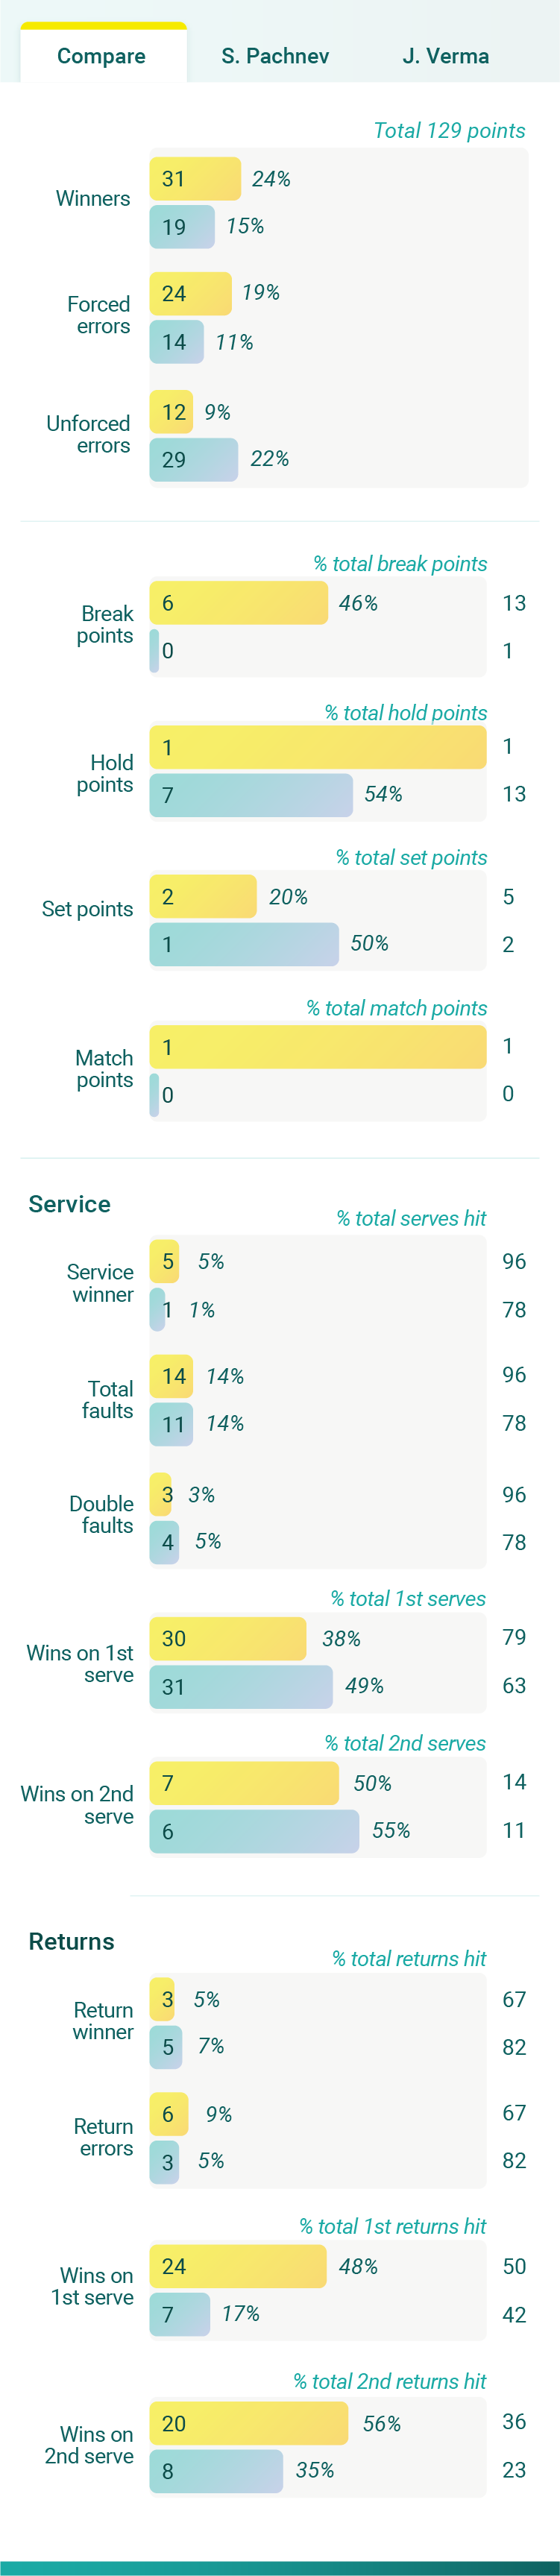 Compare S. Pachnev J. Verma
Total 129 points
Winners
31 24%
19 15%
Forced
errors
24 19%
14 11%
Unforced
errors
12 9%
29 22%
% total break points
Break
points
6 46% 13
0 1
% total hold points
Hold
points
1 1
7 54% 13
% total set points
Set points
2 20% 5
1 50% 2
% total match points
Match
points
1 1
0 0
Service
% total serves hit
Service
winner
5 5% 96
1 1% 78
Total
faults
14 14% 96
11 14% 78
Double
faults
3 3% 96
4 5% 78
% total 1st serves
Wins on 1st
serve
30 38% 79
31 49% 63
% total 2nd serves
Wins on 2nd
serve
7 50% 14
6 55% 11
Returns
% total returns hit
Return
winner
3 5% 67
5 7% 82
Return
errors
6 9% 67
3 5% 82
% total 1st returns hit
Wins on
1st serve
24 48% 50
7 17% 42
% total 2nd returns hit
Wins on
2nd serve
20 56% 36
8 35% 23